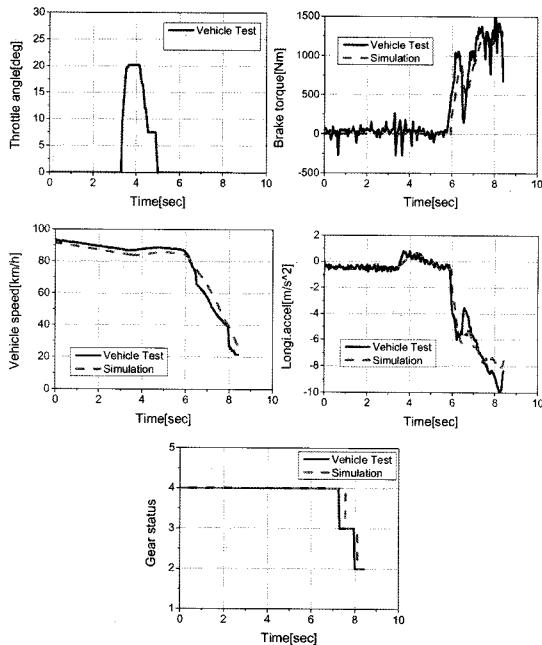 Throttle angle[deg]
30
25
20
15
10
5
0
Vehicle Test
0 2 4 6 8 10
Time[sec]
Brake torque[Nm]
1500
1000
500
0
-500
Vehicle Test
Simulation
0 2 4 6 8 10
Time[sec]
Vehicle speed[km/h]
100
80
60
40
20
0
Vehicle Test
Simulation
0 2 4 6 8 10
Time[sec]
Longi.accel[m/s^2]
2
0
-2
-4
-6
-8
-10
Vehicle Test
Simulation
0 2 4 6 8 10
Time[sec]
Gear status
5
4
3
2
1
Vehicle Test
Simulation
0 2 4 6 8 10
Time[sec]